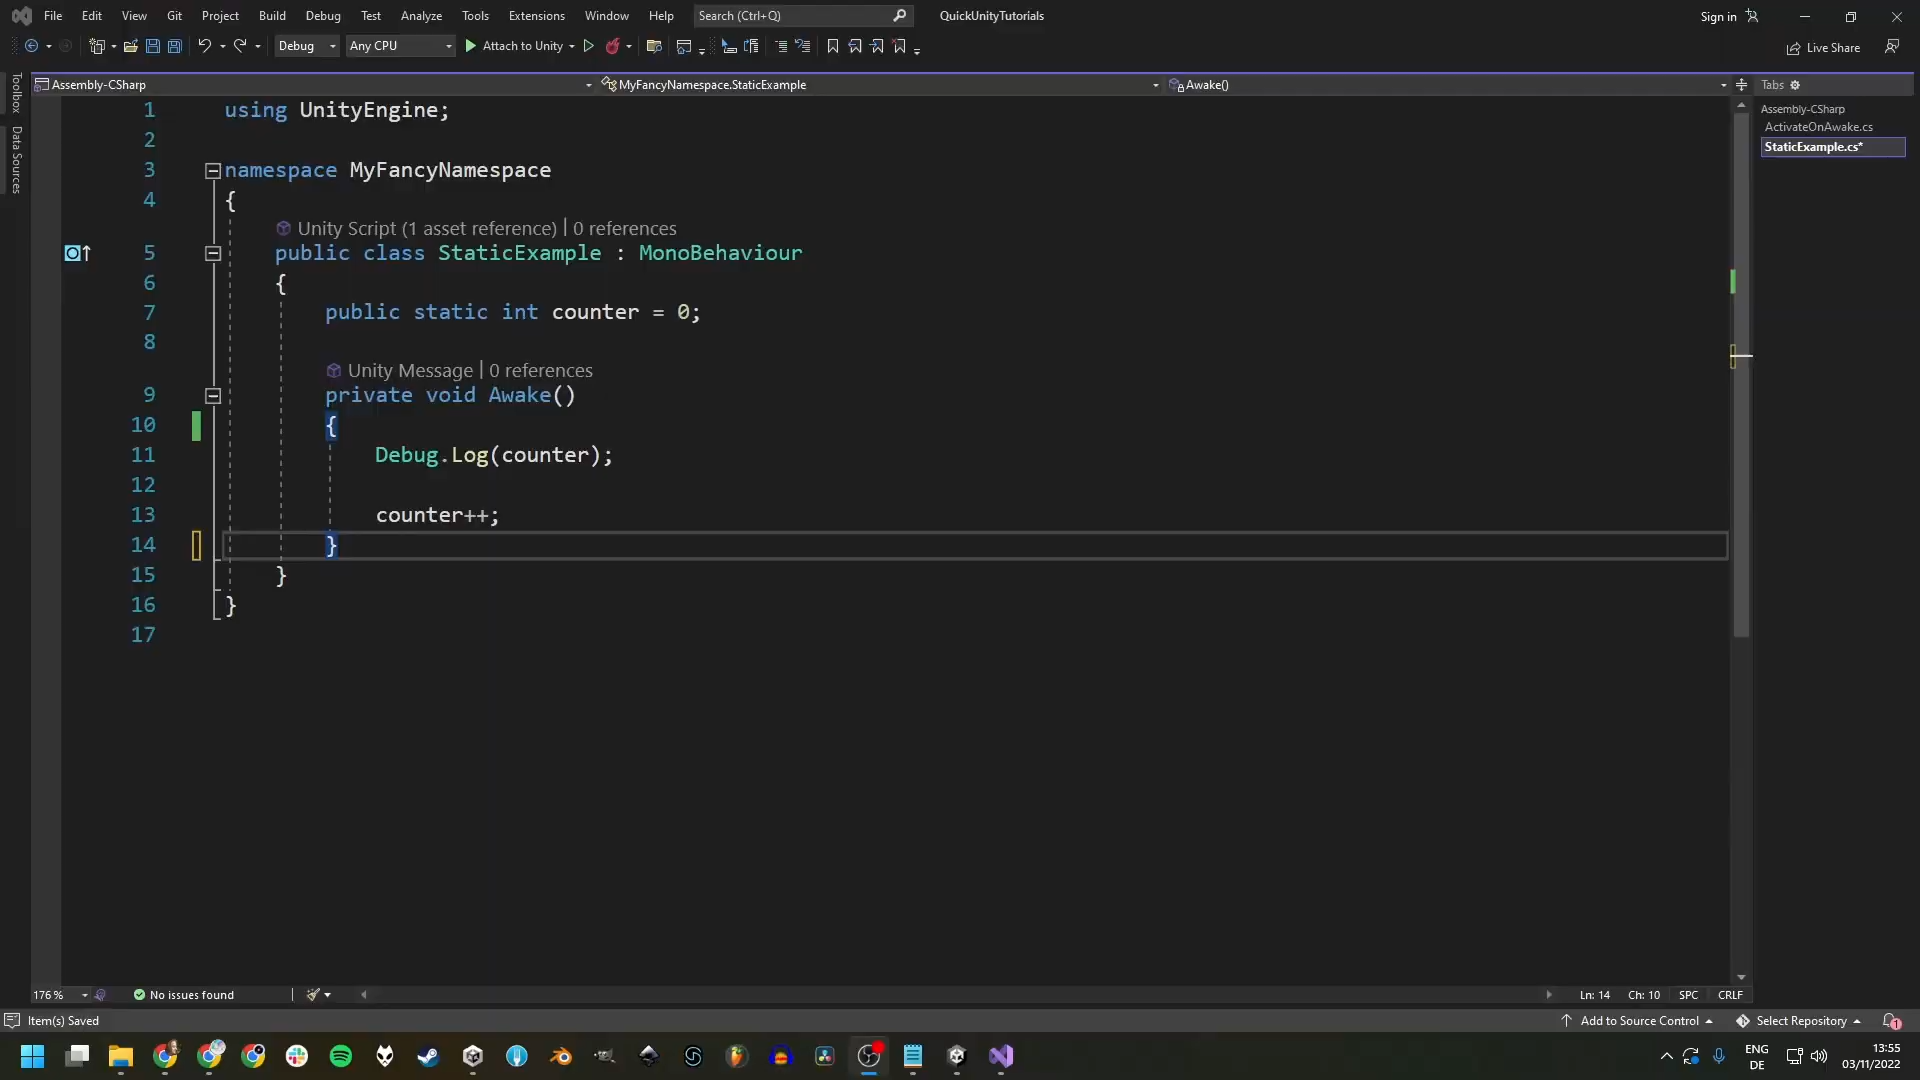 File Edit View Git Project Build Debug Test Analyze Tools Extensions Window Help Search (Ctrl+Q) QuickUnityTutorials Sign in
Debug Any CPU Attach to Unity Live Share
Toolbox
Data Sources
Assembly-CSharp MyFancyNamespace.StaticExample Awake() Tabs
Assembly-CSharp
ActivateOnAwake.cs
StaticExample.cs*
1 using UnityEngine;
2
3 namespace MyFancyNamespace
4 {
Unity Script (1 asset reference) | 0 references
5 public class StaticExample : MonoBehaviour
6 {
7 public static int counter = 0;
8
Unity Message | 0 references
9 private void Awake()
10 {
11 Debug.Log(counter);
12
13 counter++;
14 }
15 }
16 }
17
176 % No issues found Ln: 14 Ch: 10 SPC CRLF
Item(s) Saved Add to Source Control Select Repository 1
ENG 13:55
DE 03/11/2022